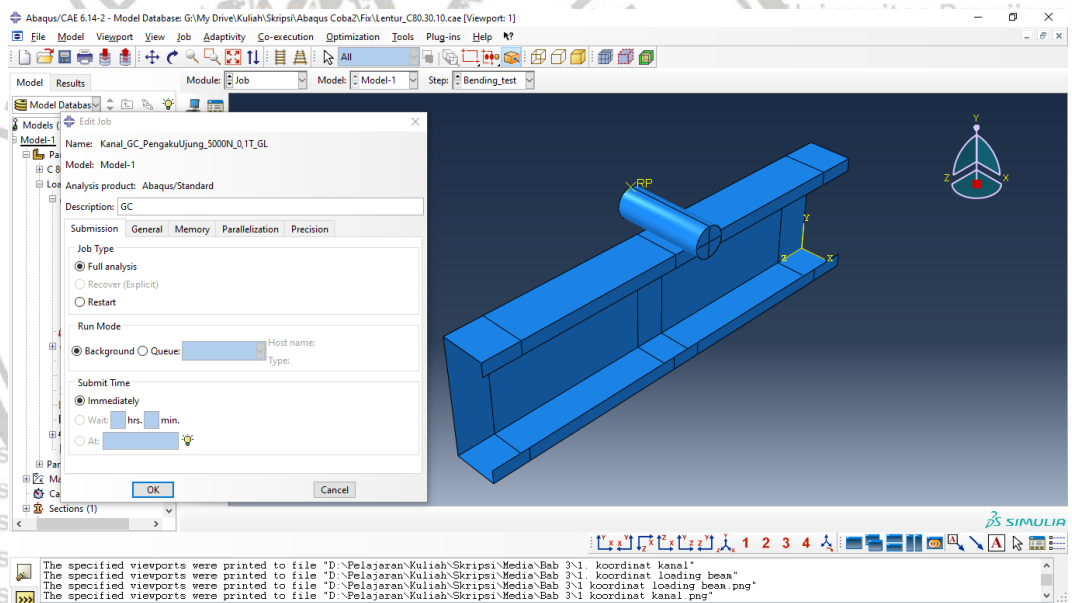 Abaqus/CAE 6.14-2 - Model Database: G:\My Drive\Kuliah\Skripsi\Abaqus Coba2\Fix\Lentur_C80.30.10.cae [Viewport: 1]
File Model Viewport View Job Adaptivity Co-execution Optimization Tools Plug-ins Help
All
Model Results
Module: Job Model: Model-1 Step: Bending_test
Model Databas
Models (
Model-1
Pa
C 8
Loa
Par
Ma
Ca
Sections (1)
Edit Job
Name: Kanal_GC_PengakuUjung_5000N_0,1T_GL
Model: Model-1
Analysis product: Abaqus/Standard
Description: GC
Submission General Memory Parallelization Precision
Job Type
Full analysis
Recover (Explicit)
Restart
Run Mode
Background Queue: Host name:
Type:
Submit Time
Immediately
Wait: hrs. min.
At:
OK Cancel
RP
Y
Z X
Y
Z X
SIMULIA
1 2 3 4
The specified viewports were printed to file "D:\Pelajaran\Kuliah\Skripsi\Media\Bab 3\1. koordinat kanal"
The specified viewports were printed to file "D:\Pelajaran\Kuliah\Skripsi\Media\Bab 3\1. koordinat loading beam"
The specified viewports were printed to file "D:\Pelajaran\Kuliah\Skripsi\Media\Bab 3\1 koordinat loading beam.png"
The specified viewports were printed to file "D:\Pelajaran\Kuliah\Skripsi\Media\Bab 3\1 koordinat kanal.png"